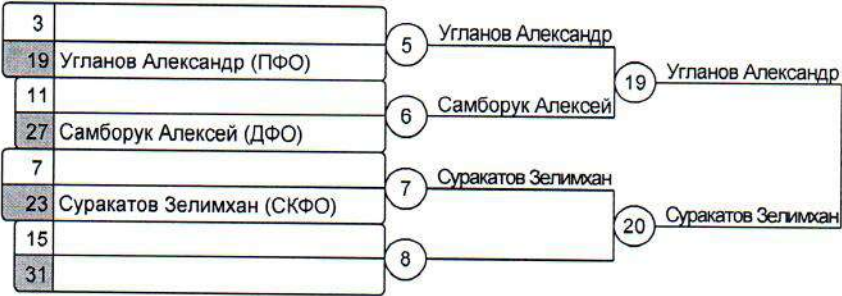 3
19 Угланов Александр (ПФО)
11
27 Самборук Алексей (ДФО)
7
23 Суракатов Зелимхан (СКФО)
15
31
5 Угланов Александр
6 Самборук Алексей
7 Суракатов Зелимхан
8
19 Угланов Александр
20 Суракатов Зелимхан